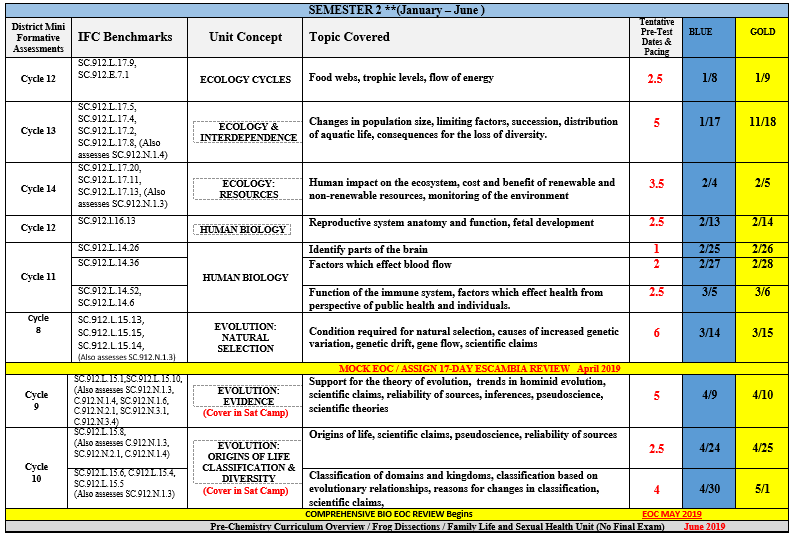 SEMESTER 2 **(January – June )
District Mini
Formative
Assessments
IFC Benchmarks
Unit Concept
Topic Covered
Tentative
Pre-Test
Dates &
Pacing
BLUE
GOLD
Cycle 12
SC.912.L.17.9,
SC.912.E.7.1
ECOLOGY CYCLES
Food webs, trophic levels, flow of energy
2.5
1/8
1/9
Cycle 13
SC.912.L.17.5,
SC.912.L.17.4,
SC.912.L.17.2,
SC.912.L.17.8, (Also
assesses SC.912.N.1.4)
ECOLOGY &
INTERDEPENDENCE
Changes in population size, limiting factors, succession, distribution
of aquatic life, consequences for the loss of diversity.
5
1/17
11/18
Cycle 14
SC.912.L.17.20,
SC.912.L.17.11,
SC.912.L.17.13, (Also
assesses SC.912.N.1.3)
ECOLOGY:
RESOURCES
Human impact on the ecosystem, cost and benefit of renewable and
non-renewable resources, monitoring of the environment
3.5
2/4
2/5
Cycle 12
SC.912.l.16.13
HUMAN BIOLOGY
Reproductive system anatomy and function, fetal development
2.5
2/13
2/14
Cycle 11
SC.912.L.14.26
HUMAN BIOLOGY
Identify parts of the brain
1
2/25
2/26
SC.912.L.14.36
Factors which effect blood flow
2
2/27
2/28
SC.912.L.14.52,
SC.912.L.14.6
Function of the immune system, factors which effect health from
perspective of public health and individuals.
2.5
3/5
3/6
Cycle
8
SC.912.L.15.13,
SC.912.L.15.15,
SC.912.L.15.14,
(Also assesses SC.912.N.1.3)
EVOLUTION:
NATURAL
SELECTION
Condition required for natural selection, causes of increased genetic
variation, genetic drift, gene flow, scientific claims
6
3/14
3/15
MOCK EOC / ASSIGN 17-DAY ESCAMBIA REVIEW April 2019
Cycle
9
SC.912.L.15.1,SC.912.L.15.10,
(Also assesses SC.912.N.1.3,
C.912.N.1.4, SC.912.N.1.6,
C.912.N.2.1, SC.912.N.3.1,
C.912.N.3.4)
EVOLUTION:
EVIDENCE
(Cover in Sat Camp)
Support for the theory of evolution, trends in hominid evolution,
scientific claims, reliability of sources, inferences, pseudoscience,
scientific theories
5
4/9
4/10
Cycle
10
SC.912.L.15.8,
(Also assesses C.912.N.1.3,
SC.912.N.2.1, C.912.N.1.4)
EVOLUTION:
ORIGINS OF LIFE
CLASSIFICATION &
DIVERSITY
(Cover in Sat Camp)
Origins of life, scientific claims, pseudoscience, reliability of sources
2.5
4/24
4/25
SC.912.L.15.6, C.912.L.15.4,
SC.912.L.15.5
(Also assesses SC.912.N.1.3)
Classification of domains and kingdoms, classification based on
evolutionary relationships, reasons for changes in classification,
scientific claims,
4
4/30
5/1
COMPREHENSIVE BIO EOC REVIEW Begins EOC MAY 2019
Pre-Chemistry Curriculum Overview / Frog Dissections / Family Life and Sexual Health Unit (No Final Exam) June 2019